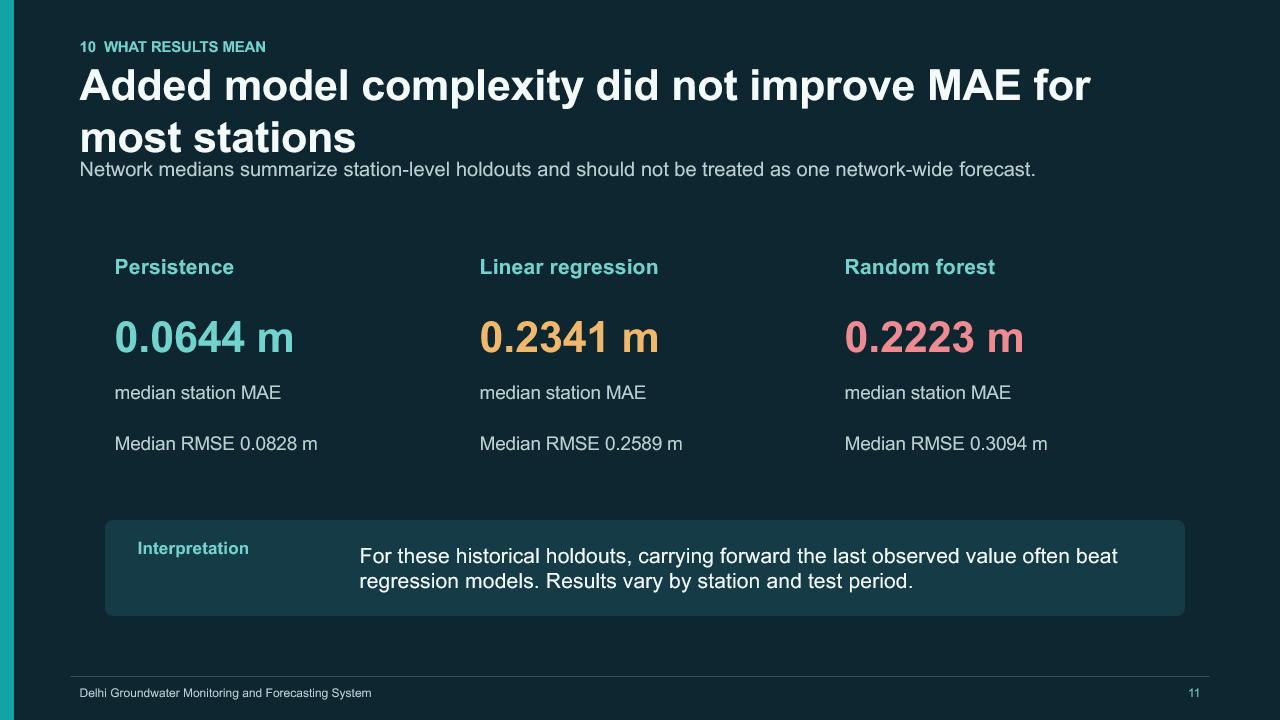 10 WHAT RESULTS MEAN
Added model complexity did not improve MAE for
most stations
Network medians summarize station-level holdouts and should not be treated as one network-wide forecast.
Persistence
0.0644 m
median station MAE
Median RMSE 0.0828 m
Linear regression
0.2341 m
median station MAE
Median RMSE 0.2589 m
Random forest
0.2223 m
median station MAE
Median RMSE 0.3094 m
Interpretation
For these historical holdouts, carrying forward the last observed value often beat
regression models. Results vary by station and test period.
Delhi Groundwater Monitoring and Forecasting System
11